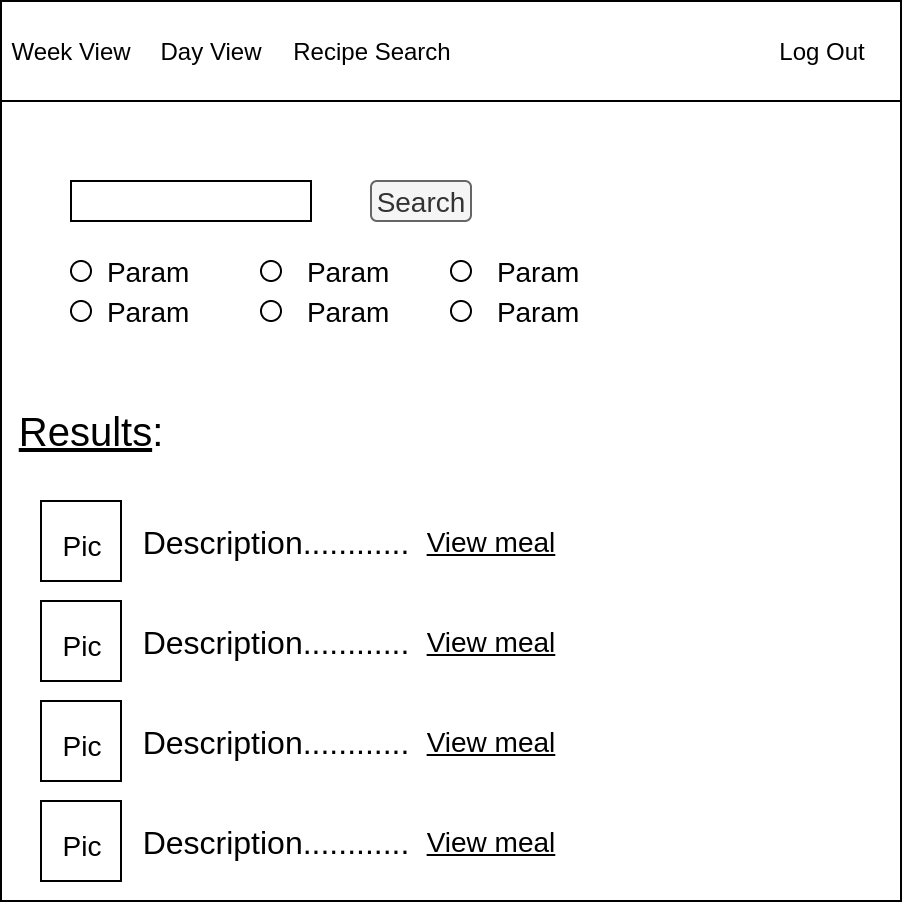 Week View Day View Recipe Search Log Out
Search
Param Param Param
Param Param Param
Results:
Pic Description............ View meal
Pic Description............ View meal
Pic Description............ View meal
Pic Description............ View meal